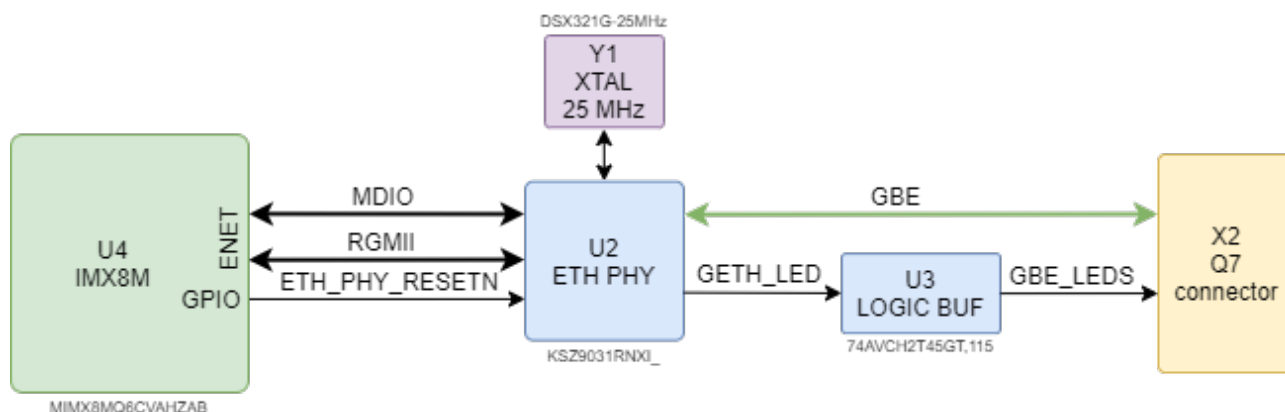 DSX321G-25MHz
Y1
XTAL
25 MHz
U4
IMX8M
ENET
GPIO
MDIO
RGMII
ETH_PHY_RESETN
U2
ETH PHY
KSZ9031RNXI_
GBE
GETH_LED
U3
LOGIC BUF
74AVCH2T45GT,115
GBE_LEDS
X2
Q7
connector
MIMX8MQ6CVAHZAB